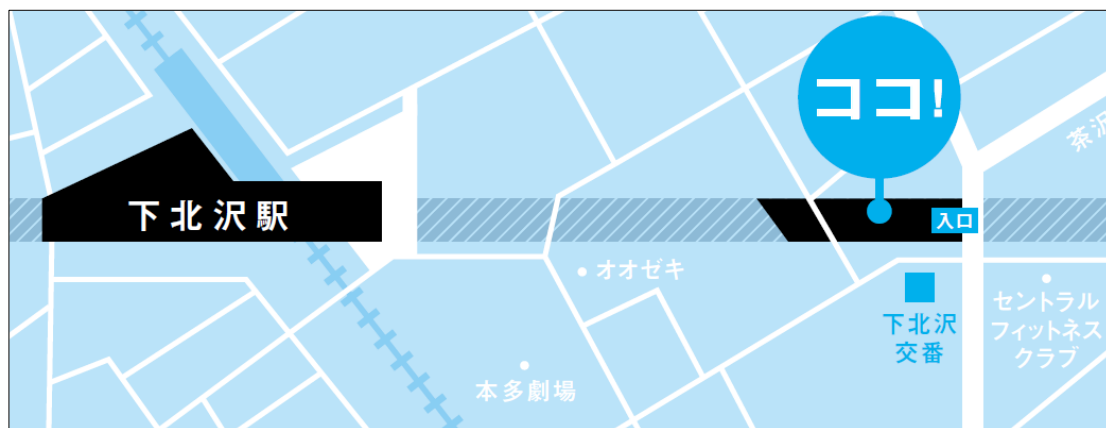 ココ!
茶沢
下北沢駅
入口
オオゼキ
下北沢
交番
セントラル
フィットネス
クラブ
本多劇場